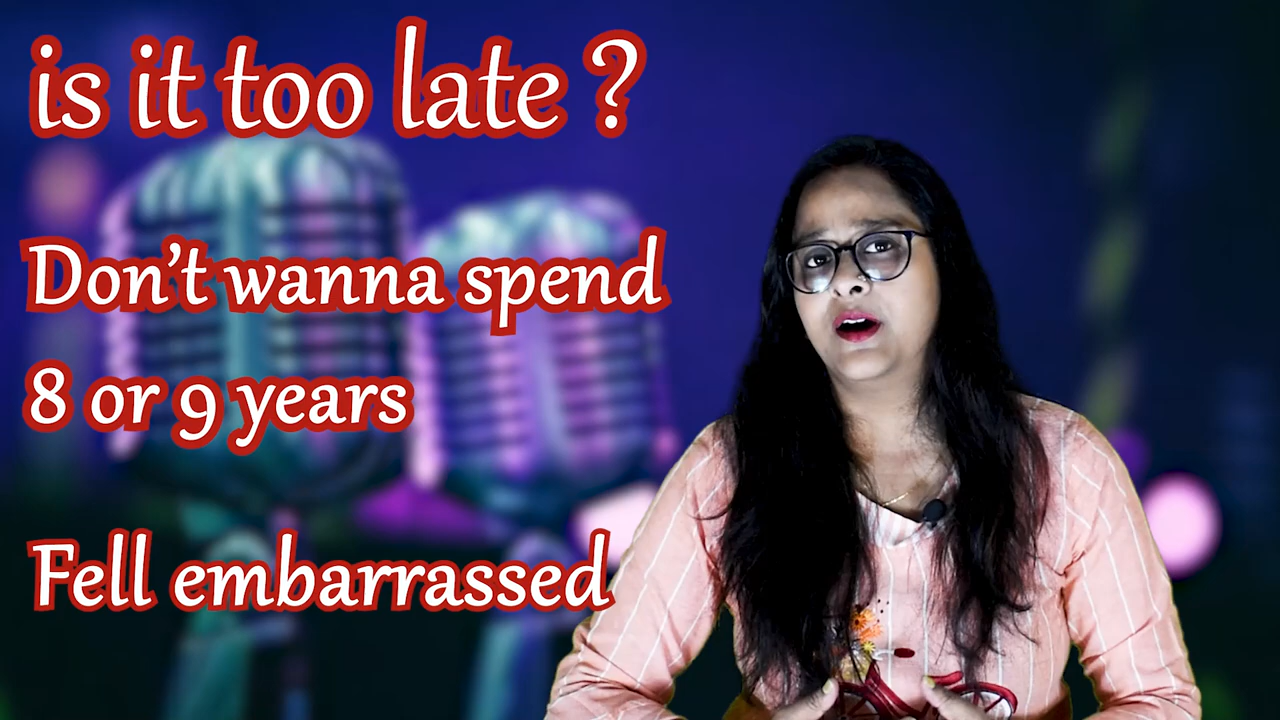 is it too late ?
Don't wanna spend
8 or 9 years
Fell embarrassed